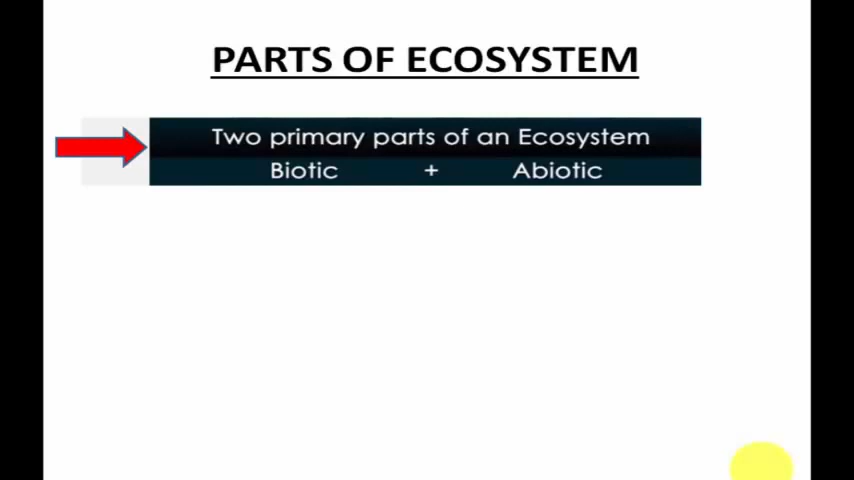 PARTS OF ECOSYSTEM
Two primary parts of an Ecosystem
Biotic + Abiotic